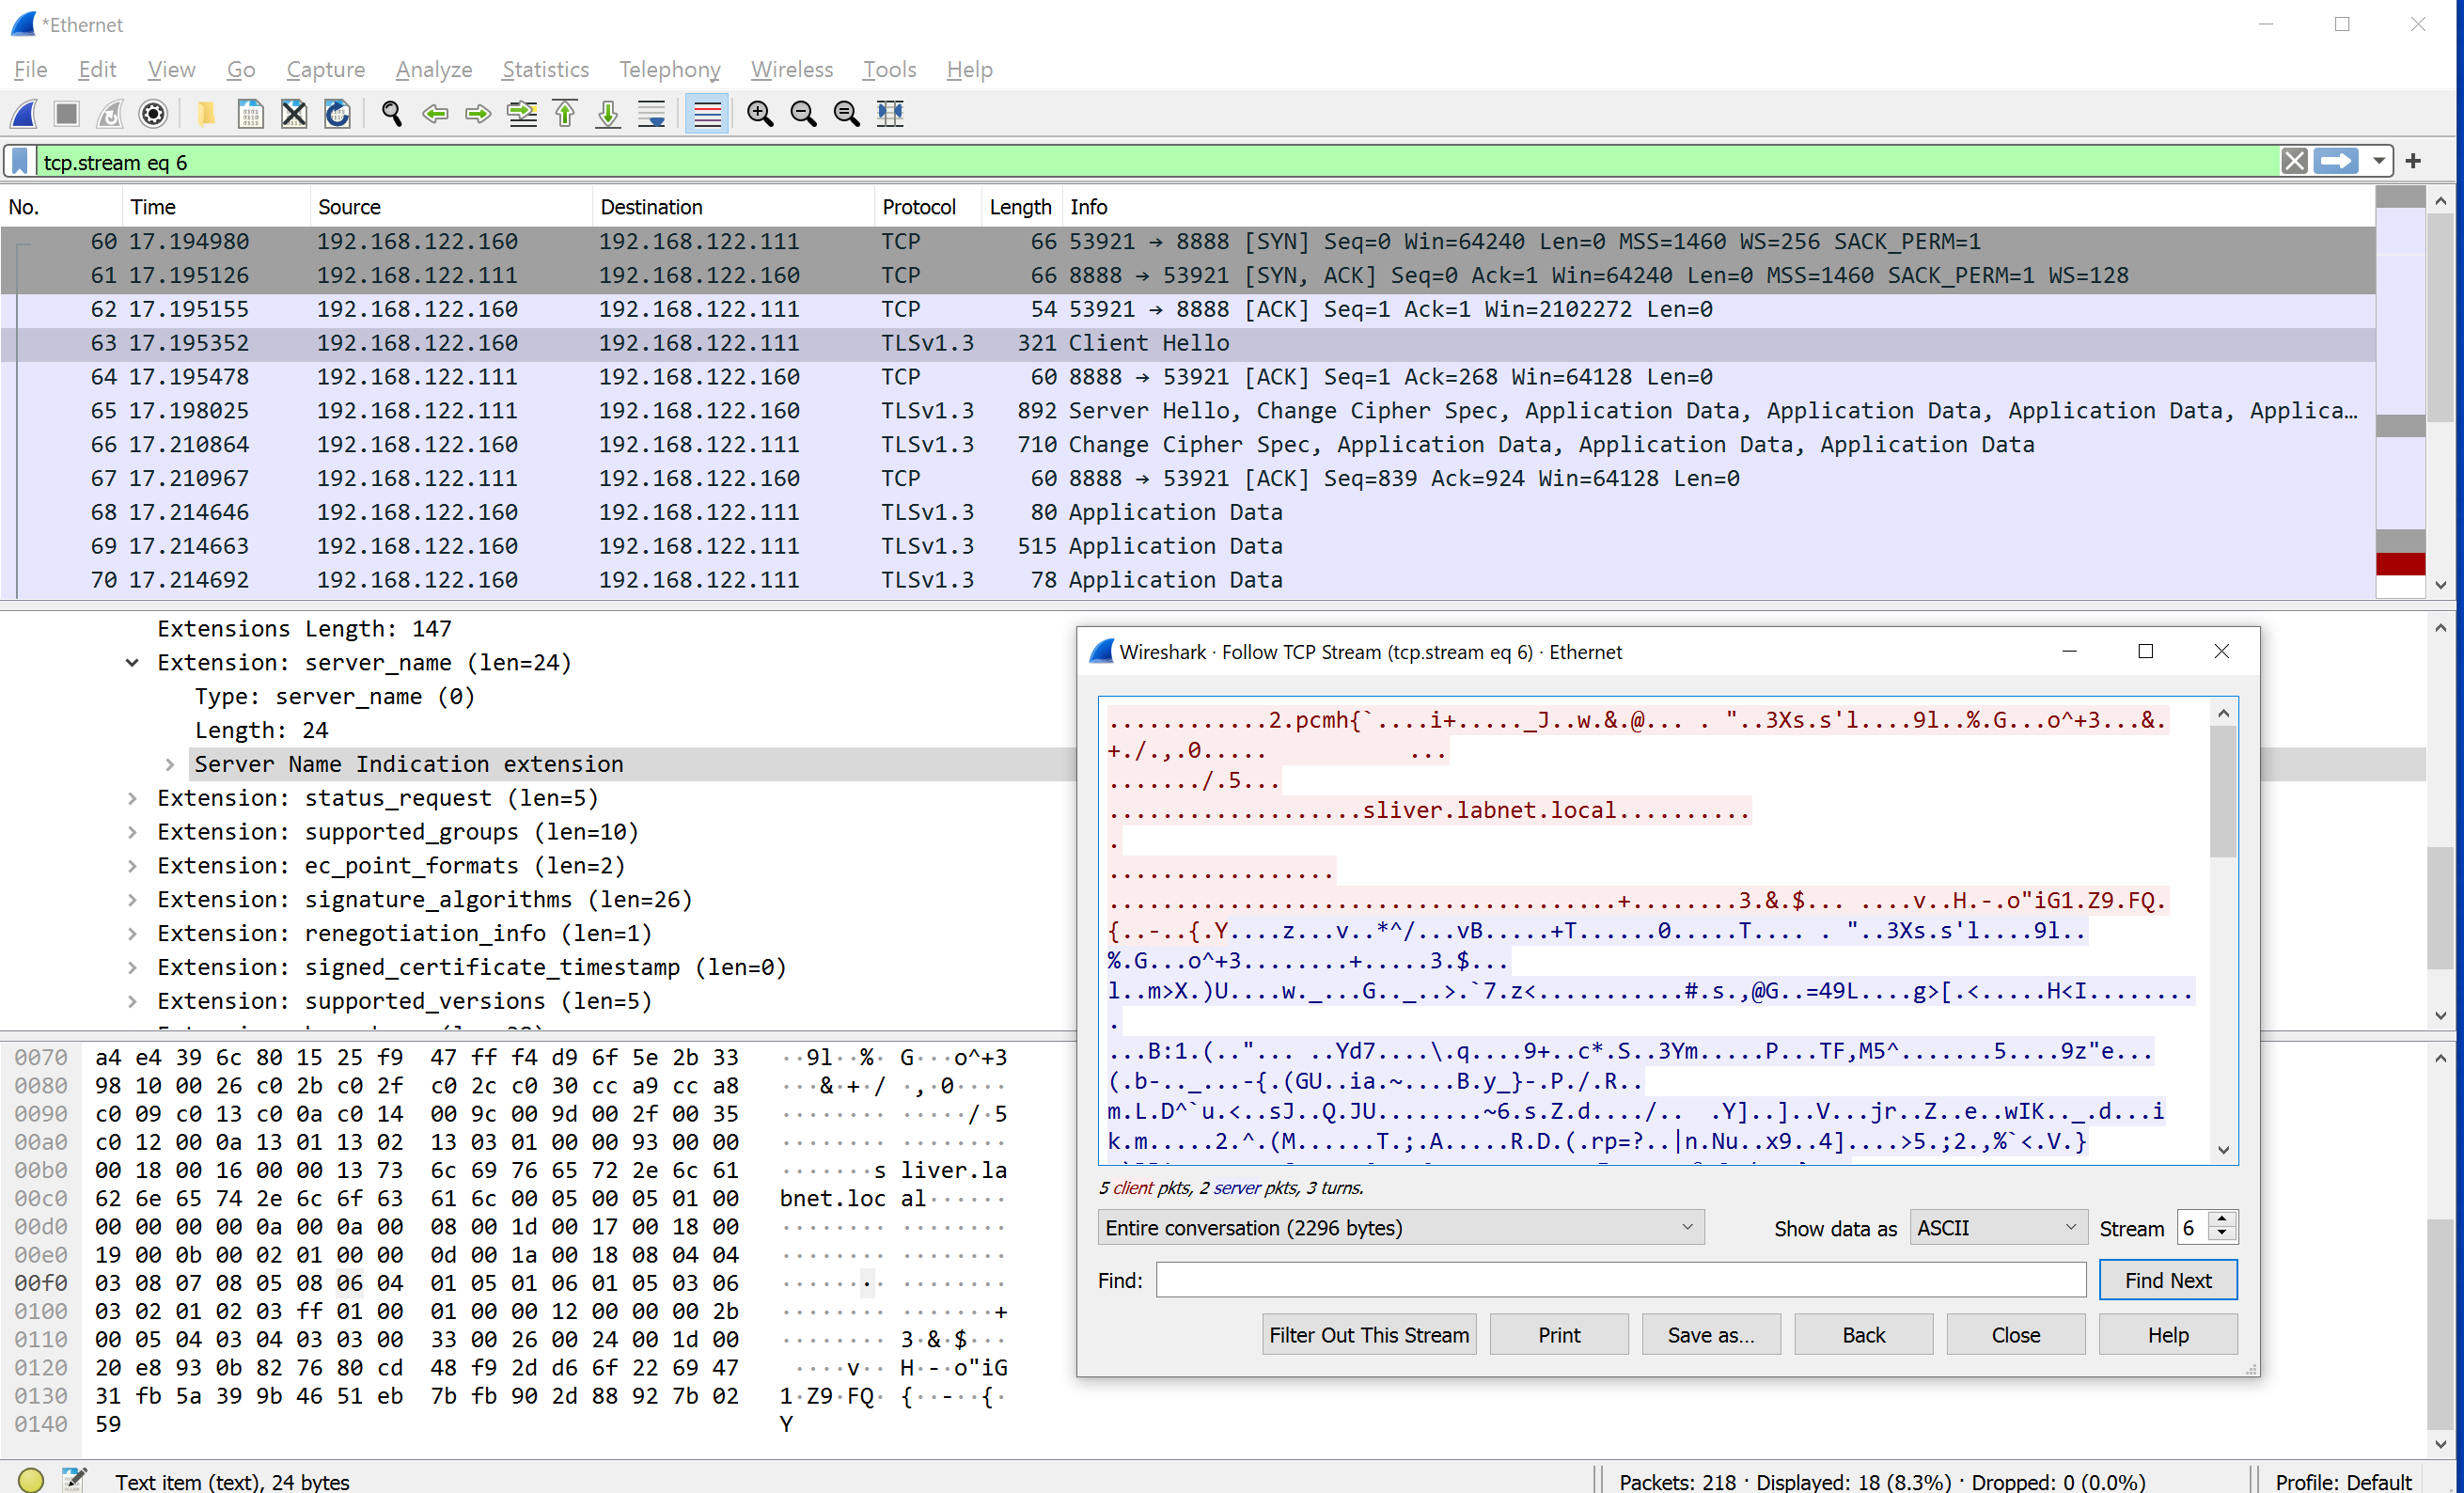 *Ethernet
File Edit View Go Capture Analyze Statistics Telephony Wireless Tools Help
tcp.stream eq 6
No. Time Source Destination Protocol Length Info
60 17.194980 192.168.122.160 192.168.122.111 TCP 66 53921 → 8888 [SYN] Seq=0 Win=64240 Len=0 MSS=1460 WS=256 SACK_PERM=1
61 17.195126 192.168.122.111 192.168.122.160 TCP 66 8888 → 53921 [SYN, ACK] Seq=0 Ack=1 Win=64240 Len=0 MSS=1460 SACK_PERM=1 WS=128
62 17.195155 192.168.122.160 192.168.122.111 TCP 54 53921 → 8888 [ACK] Seq=1 Ack=1 Win=2102272 Len=0
63 17.195352 192.168.122.160 192.168.122.111 TLSv1.3 321 Client Hello
64 17.195478 192.168.122.111 192.168.122.160 TCP 60 8888 → 53921 [ACK] Seq=1 Ack=268 Win=64128 Len=0
65 17.198025 192.168.122.111 192.168.122.160 TLSv1.3 892 Server Hello, Change Cipher Spec, Application Data, Application Data, Application Data, Applica…
66 17.210864 192.168.122.160 192.168.122.111 TLSv1.3 710 Change Cipher Spec, Application Data, Application Data, Application Data
67 17.210967 192.168.122.111 192.168.122.160 TCP 60 8888 → 53921 [ACK] Seq=839 Ack=924 Win=64128 Len=0
68 17.214646 192.168.122.160 192.168.122.111 TLSv1.3 80 Application Data
69 17.214663 192.168.122.160 192.168.122.111 TLSv1.3 515 Application Data
70 17.214692 192.168.122.160 192.168.122.111 TLSv1.3 78 Application Data
Extensions Length: 147
Extension: server_name (len=24)
Type: server_name (0)
Length: 24
Server Name Indication extension
Extension: status_request (len=5)
Extension: supported_groups (len=10)
Extension: ec_point_formats (len=2)
Extension: signature_algorithms (len=26)
Extension: renegotiation_info (len=1)
Extension: signed_certificate_timestamp (len=0)
Extension: supported_versions (len=5)
0070 a4 e4 39 6c 80 15 25 f9 47 ff f4 d9 6f 5e 2b 33 ··9l··%· G···o^+3
0080 98 10 00 26 c0 2b c0 2f c0 2c c0 30 cc a9 cc a8 ···&·+·/ ·,·0····
0090 c0 09 c0 13 c0 0a c0 14 00 9c 00 9d 00 2f 00 35 ········ ·····/·5
00a0 c0 12 00 0a 13 01 13 02 13 03 01 00 00 93 00 00 ········ ········
00b0 00 18 00 16 00 00 13 73 6c 69 76 65 72 2e 6c 61 ·······s liver.la
00c0 62 6e 65 74 2e 6c 6f 63 61 6c 00 05 00 05 01 00 bnet.loc al······
00d0 00 00 00 00 0a 00 0a 00 08 00 1d 00 17 00 18 00 ········ ········
00e0 19 00 0b 00 02 01 00 00 0d 00 1a 00 18 08 04 04 ········ ········
00f0 03 08 07 08 05 08 06 04 01 05 01 06 01 05 03 06 ········ ········
0100 03 02 01 02 03 ff 01 00 01 00 00 12 00 00 00 2b ········ ·······+
0110 00 05 04 03 04 03 03 00 33 00 26 00 24 00 1d 00 ········ 3·&·$···
0120 20 e8 93 0b 82 76 80 cd 48 f9 2d d6 6f 22 69 47 ····v·· H·-·o"iG
0130 31 fb 5a 39 9b 46 51 eb 7b fb 90 2d 88 92 7b 02 1·Z9·FQ· {··-··{·
0140 59 Y
Text item (text), 24 bytes
Packets: 218 · Displayed: 18 (8.3%) · Dropped: 0 (0.0%)
Profile: Default
Wireshark · Follow TCP Stream (tcp.stream eq 6) · Ethernet
............2.pcmh{`....i+....._J..w.&.@... . "..3Xs.s'l....9l..%.G...o^+3...&.
+./.,.0..... ...
......./.5...
...................sliver.labnet.local..........
.
.................
......................................+........3.&.$... ....v..H.-.o"iG1.Z9.FQ.
{..-..{.Y....z...v..*^/...vB.....+T......0.....T.... . "..3Xs.s'l....9l..
%.G...o^+3........+.....3.$...
l..m>X.)U....w._...G.._..>.`7.z<...........#.s.,@G..=49L....g>[.<.....H<I........
.
...B:1.(.."... ..Yd7....\.q....9+..c*.S..3Ym.....P...TF,M5^.......5....9z"e...
(.b-.._...-{.(GU..ia.~....B.y_}-.P./.R..
m.L.D^`u.<..sJ..Q.JU........~6.s.Z.d..../.. .Y]..]..V...jr..Z..e..wIK.._.d...i
k.m.....2.^.(M......T.;.A.....R.D.(.rp=?..|n.Nu..x9..4]....>5.;2.,%`<.V.}
5 client pkts, 2 server pkts, 3 turns.
Entire conversation (2296 bytes) Show data as ASCII Stream 6
Find: Find Next
Filter Out This Stream Print Save as... Back Close Help